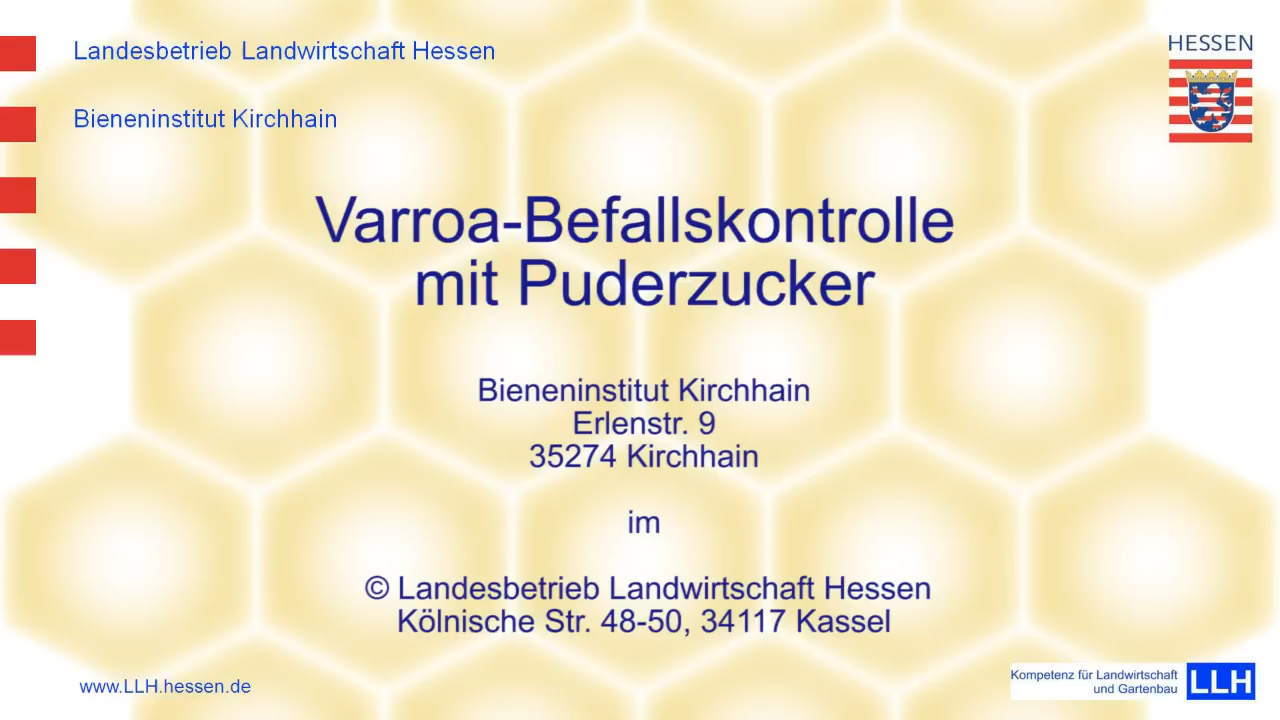 Landesbetrieb Landwirtschaft Hessen
HESSEN
Bieneninstitut Kirchhain
Varroa-Befallskontrolle
mit Puderzucker
Bieneninstitut Kirchhain
Erlenstr. 9
35274 Kirchhain
im
© Landesbetrieb Landwirtschaft Hessen
Kölnische Str. 48-50, 34117 Kassel
www.LLH.hessen.de
Kompetenz für Landwirtschaft
und Gartenbau
LLH